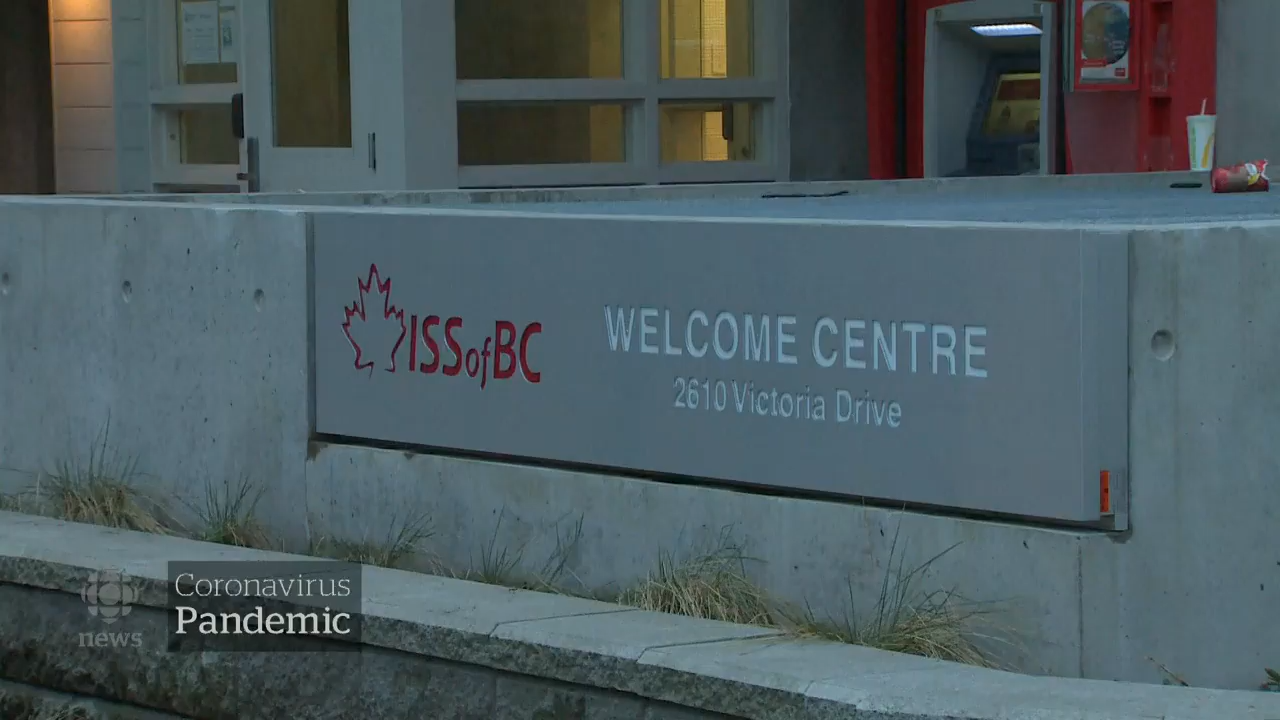 ISSofBC
WELCOME CENTRE
2610 Victoria Drive
Coronavirus
Pandemic
news